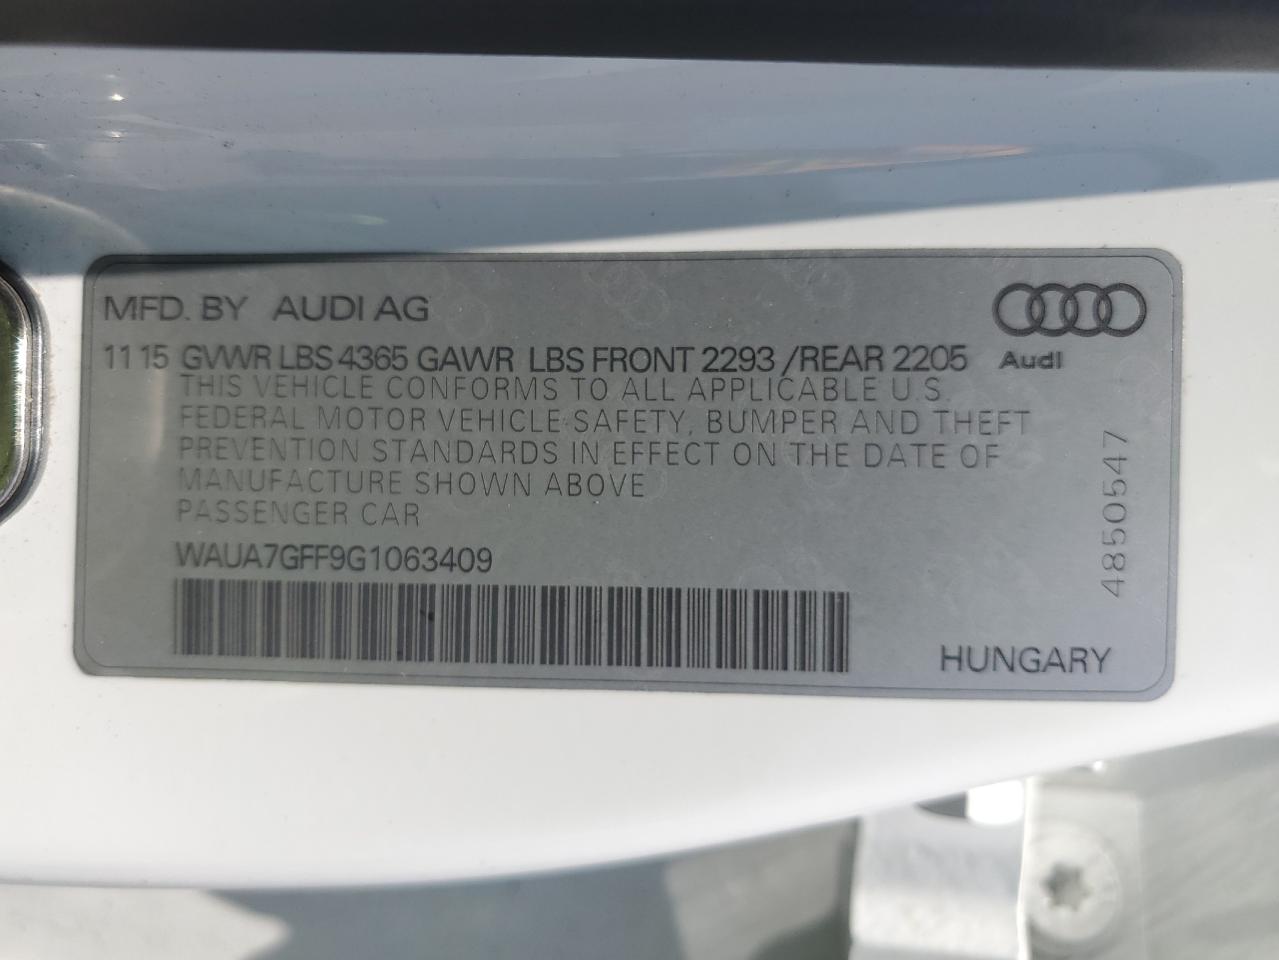 MFD. BY AUDI AG
11 15 GVWR LBS 4365 GAWR LBS FRONT 2293 /REAR 2205
Audi
THIS VEHICLE CONFORMS TO ALL APPLICABLE U.S.
FEDERAL MOTOR VEHICLE SAFETY, BUMPER AND THEFT
PREVENTION STANDARDS IN EFFECT ON THE DATE OF
MANUFACTURE SHOWN ABOVE
PASSENGER CAR
WAUA7GFF9G1063409
4850547
HUNGARY